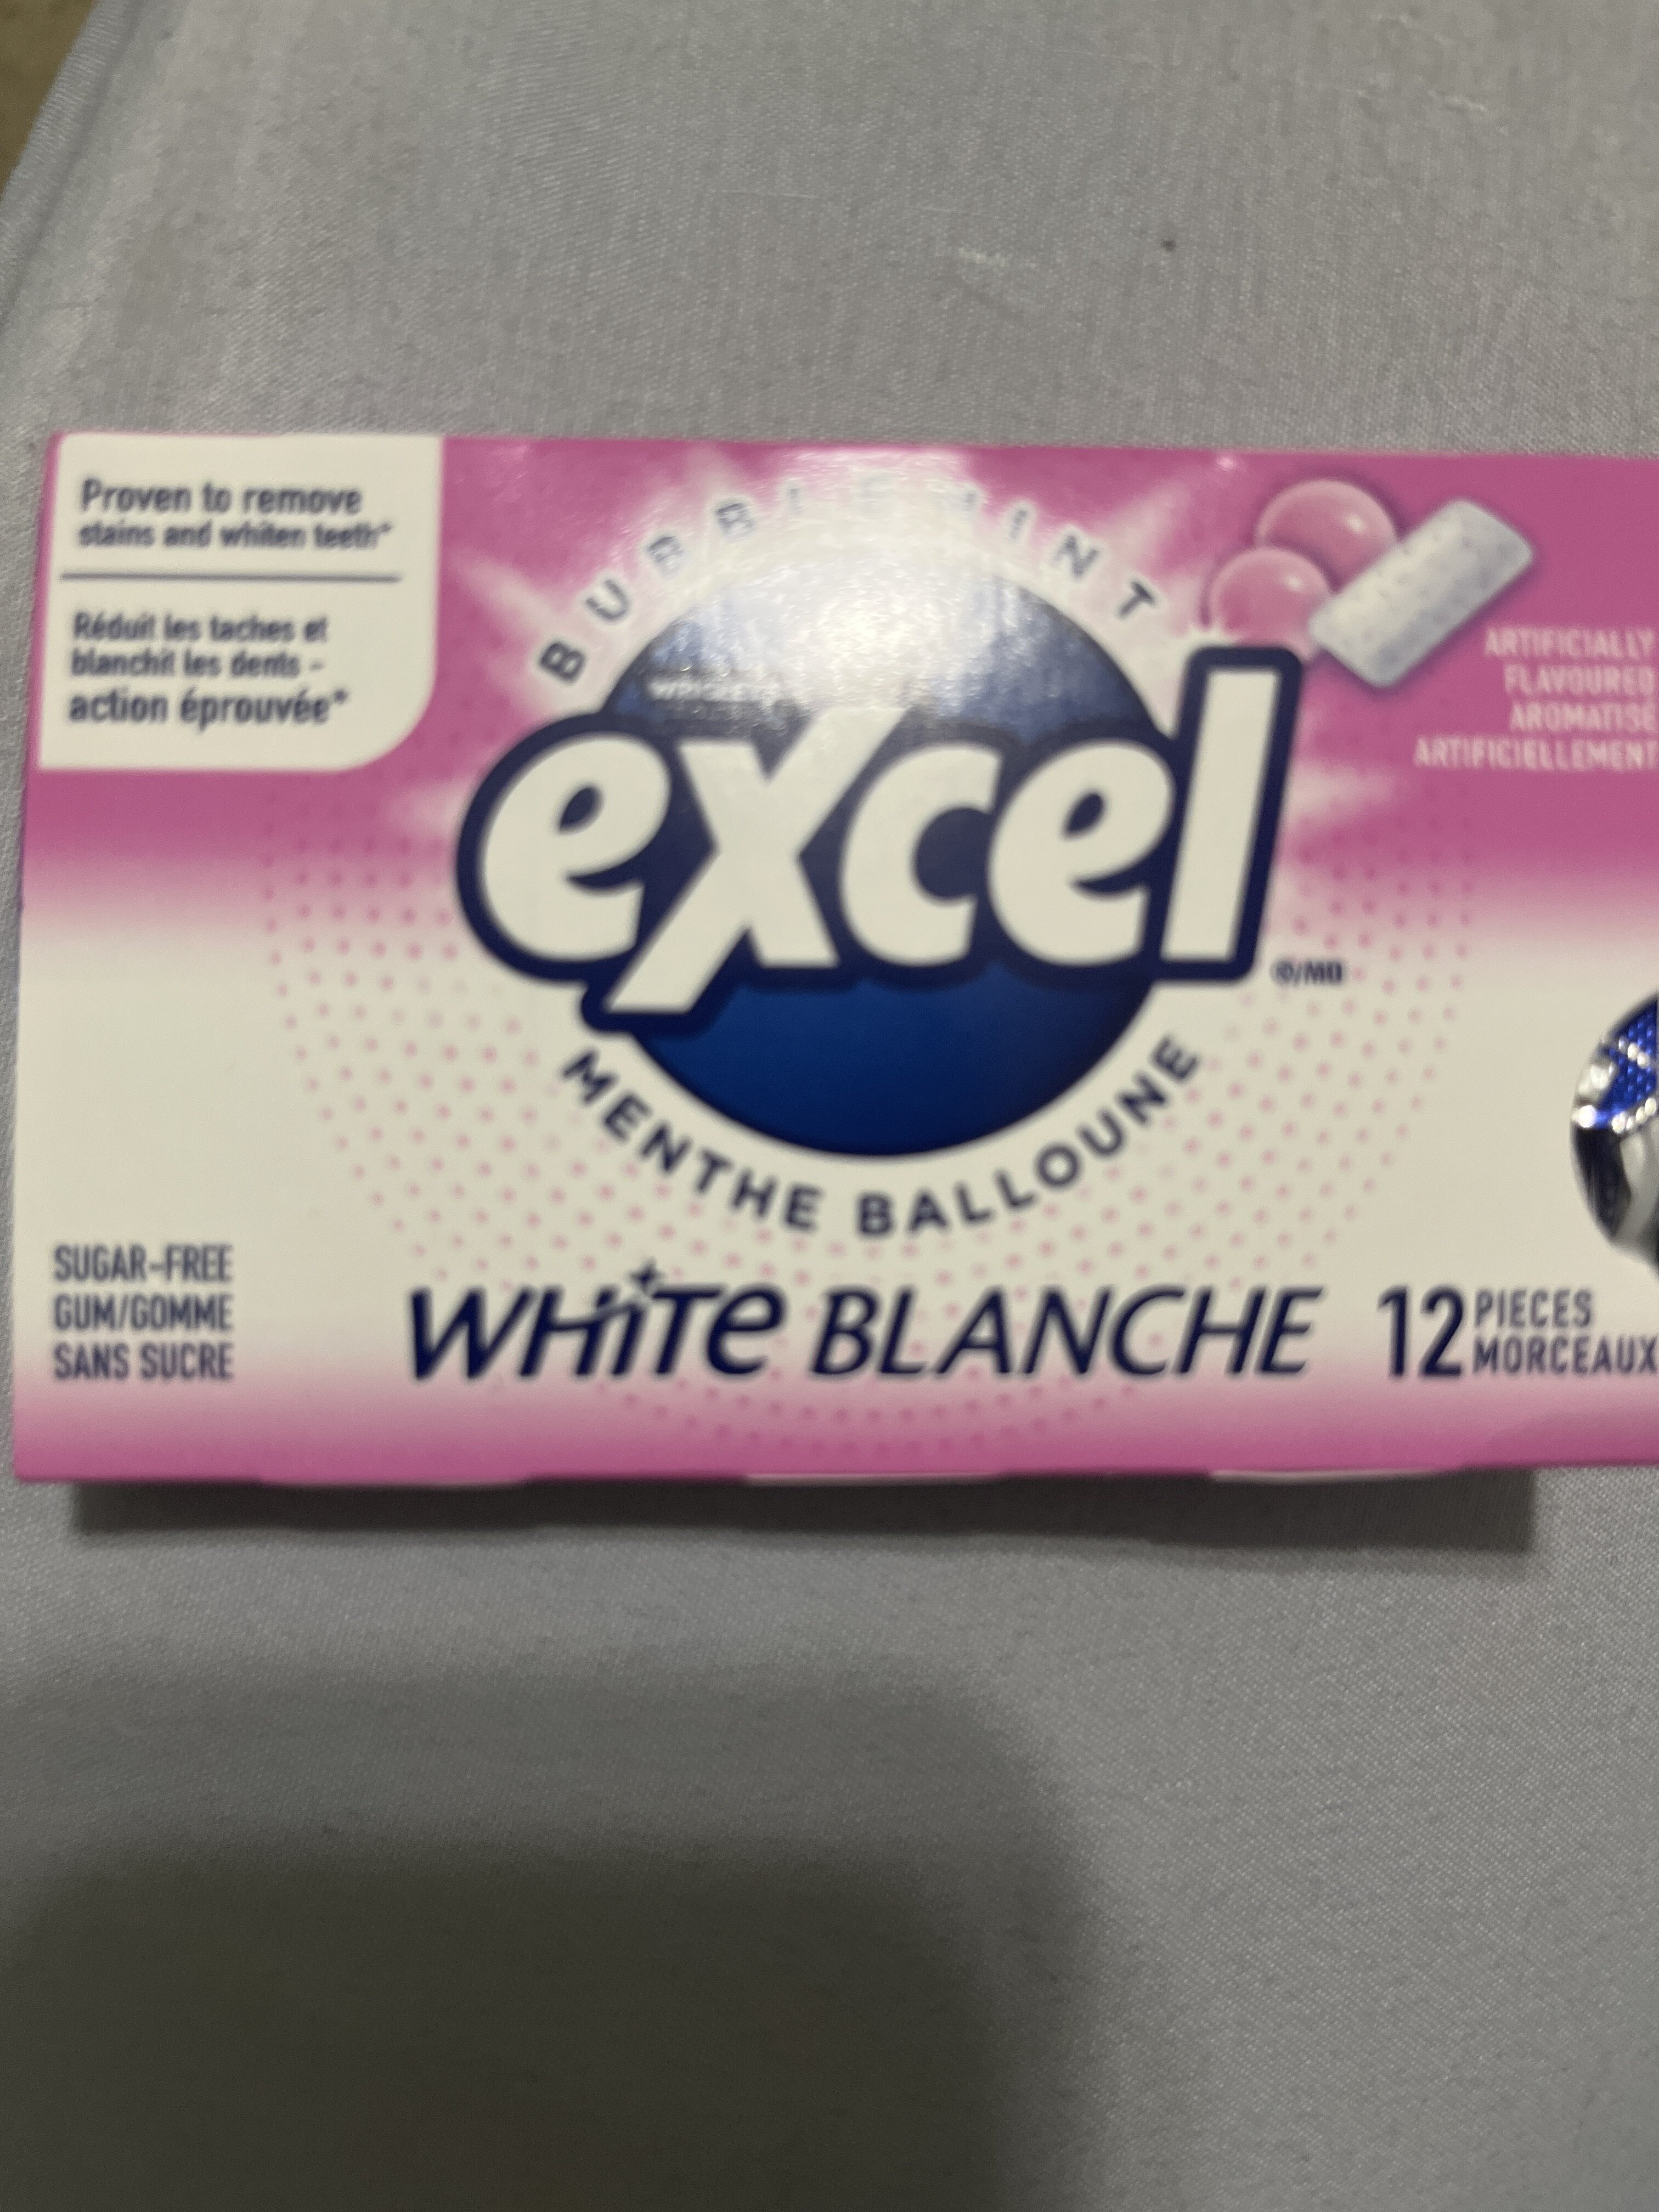 Proven to remove
stains and whiten teeth*
Réduit les taches et
blanchit les dents -
action éprouvée*
BUBBLEMINT
WRIGLEY'S
excel
®/MD
MENTHE BALLOUNE
ARTIFICIALLY
FLAVOURED
AROMATISÉ
ARTIFICIELLEMENT
SUGAR-FREE
GUM/GOMME
SANS SUCRE
WHiTe BLANCHE
12 PIECES
MORCEAUX